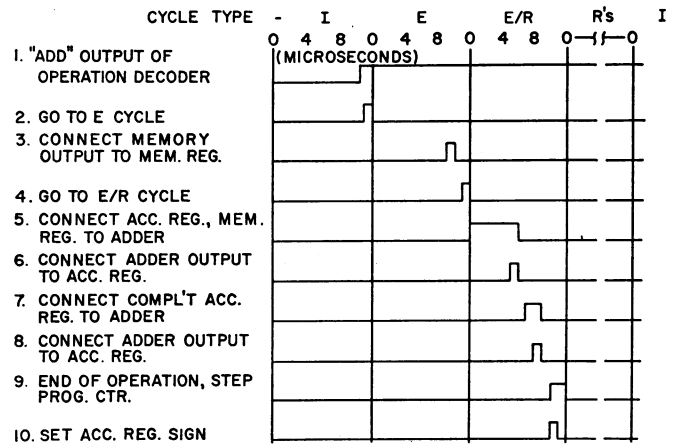 CYCLE TYPE - I E E/R R's I
0 4 8 0 4 8 0 4 8 0 0
(MICROSECONDS)
1. "ADD" OUTPUT OF
OPERATION DECODER
2. GO TO E CYCLE
3. CONNECT MEMORY
OUTPUT TO MEM. REG.
4. GO TO E/R CYCLE
5. CONNECT ACC. REG., MEM.
REG. TO ADDER
6. CONNECT ADDER OUTPUT
TO ACC. REG.
7. CONNECT COMPL'T ACC.
REG. TO ADDER
8. CONNECT ADDER OUTPUT
TO ACC. REG.
9. END OF OPERATION, STEP
PROG. CTR.
10. SET ACC. REG. SIGN